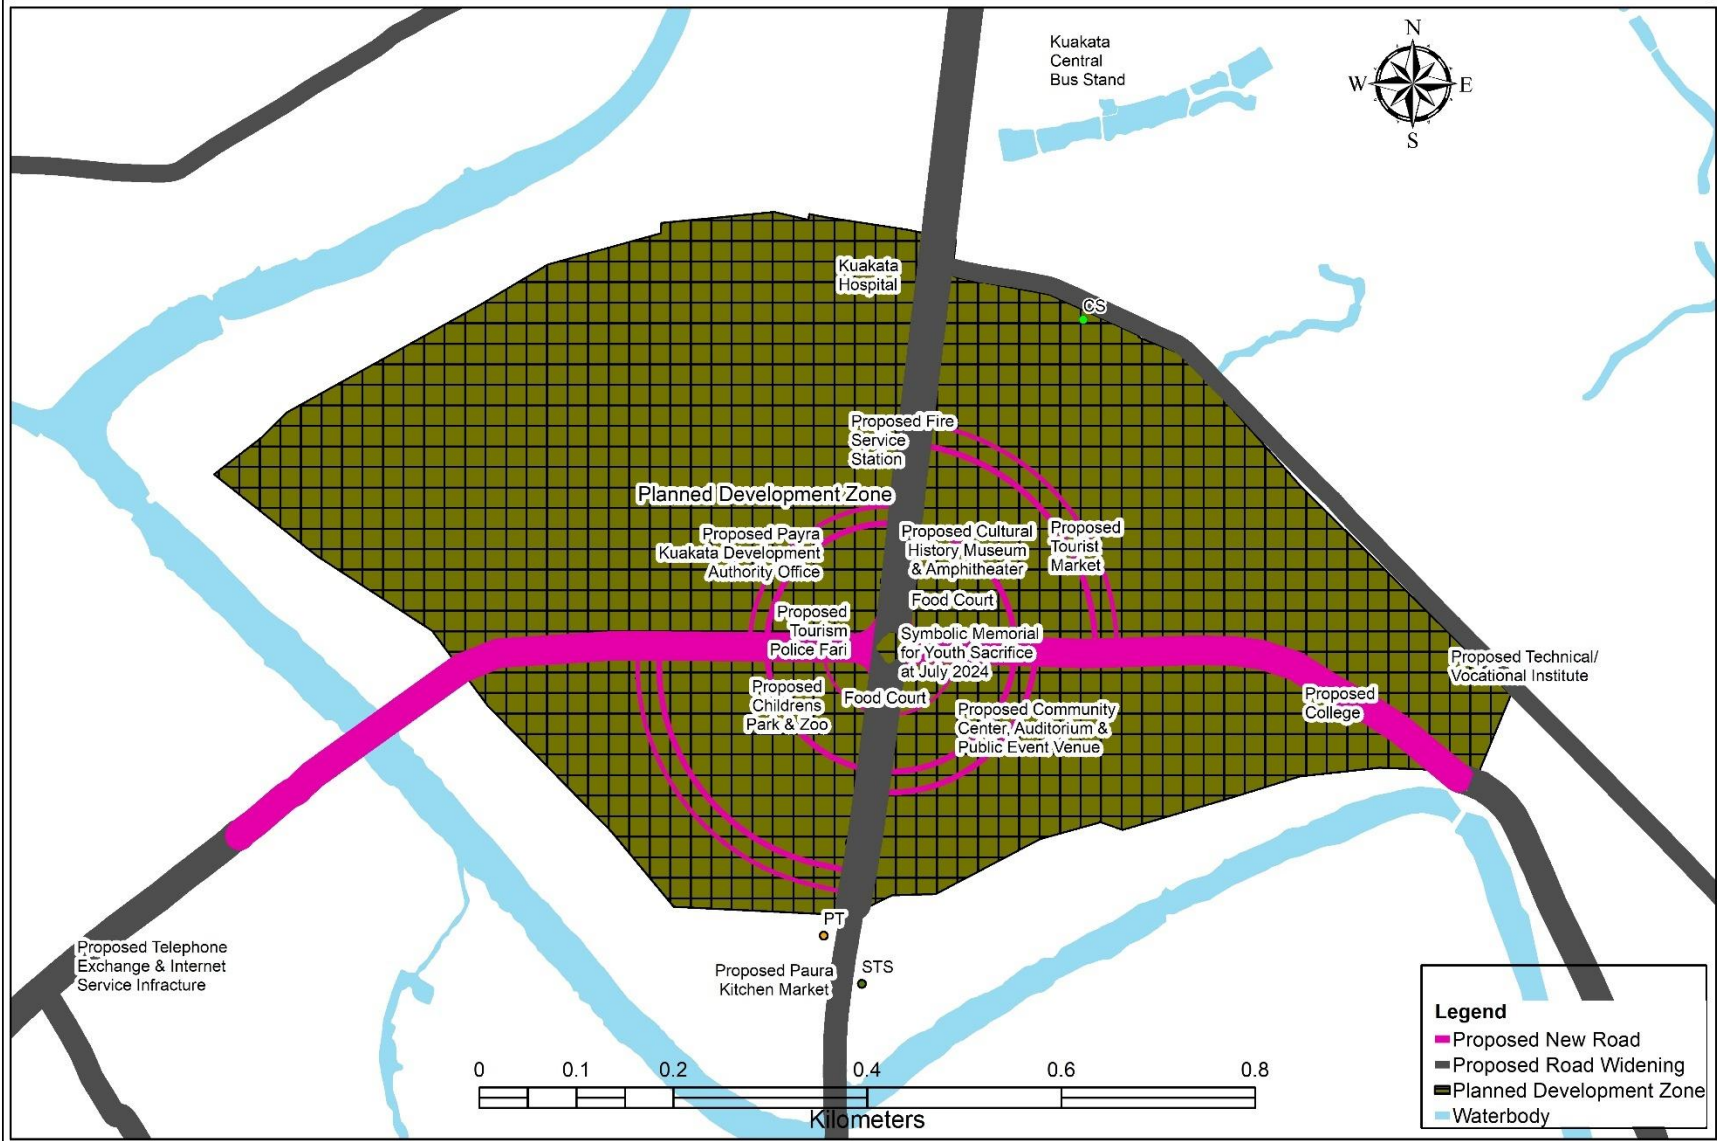 Kuakata
Central
Bus Stand
N
W
E
S
Kuakata
Hospital
CS
Proposed Fire
Service
Station
Planned Development Zone
Proposed Payra
Kuakata Development
Authority Office
Proposed Cultural
History Museum
& Amphitheater
Proposed
Tourist
Market
Food Court
Proposed
Tourism
Police Fari
Symbolic Memorial
for Youth Sacrifice
at July 2024
Proposed Technical/
Vocational Institute
Proposed
Childrens
Park & Zoo
Food Court
Proposed Community
Center, Auditorium &
Public Event Venue
Proposed
College
PT
Proposed Telephone
Exchange & Internet
Service Infracture
Proposed Paura
Kitchen Market
STS
0 0.1 0.2 0.4 0.6 0.8
Kilometers
Legend
Proposed New Road
Proposed Road Widening
Planned Development Zone
Waterbody